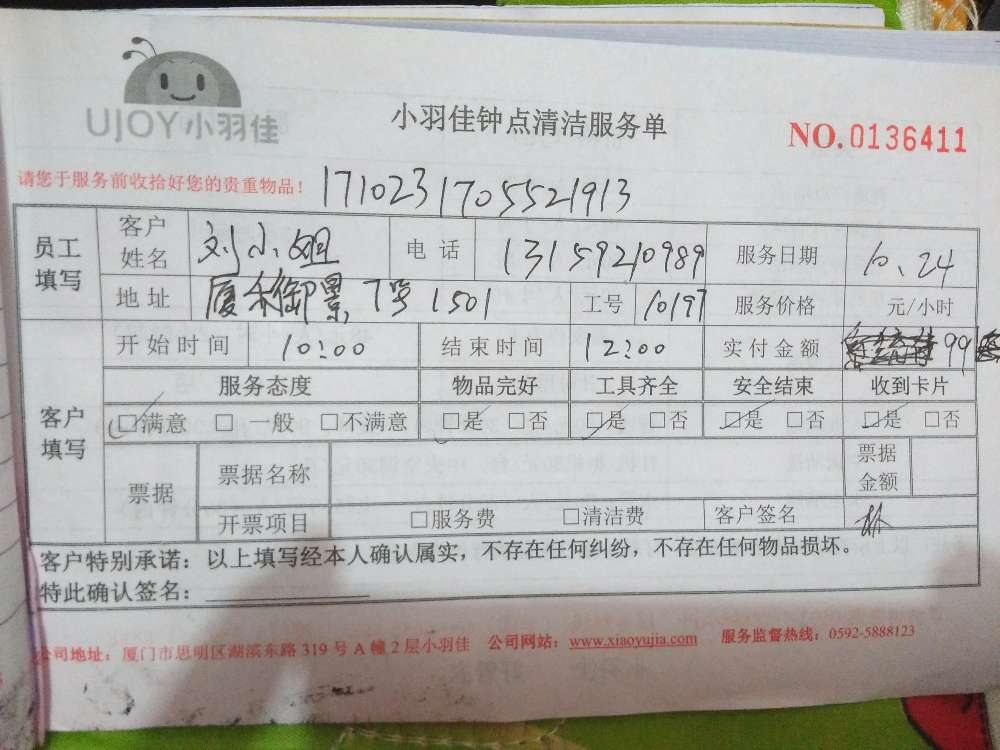 UJOY小羽佳
小羽佳钟点清洁服务单
NO.0136411
请您于服务前收拾好您的贵重物品！ 1710231705521913
员工填写 客户姓名 刘小姐 电话 13159210989 服务日期 10、24
地址 厦禾御景 7号1501 工号 10197 服务价格 元/小时
客户填写 开始时间 10:00 结束时间 12:00 实付金额 99
服务态度 物品完好 工具齐全 安全结束 收到卡片
□满意 □一般 □不满意 □是 □否 □是 □否 □是 □否 □是 □否
票据 票据名称 票据金额
开票项目 □服务费 □清洁费 客户签名 林
客户特别承诺：以上填写经本人确认属实，不存在任何纠纷，不存在任何物品损坏。
特此确认签名：
公司地址：厦门市思明区湖滨东路 319 号 A 幢 2 层小羽佳 公司网站：www.xiaoyujia.com 服务监督热线：0592-5888123